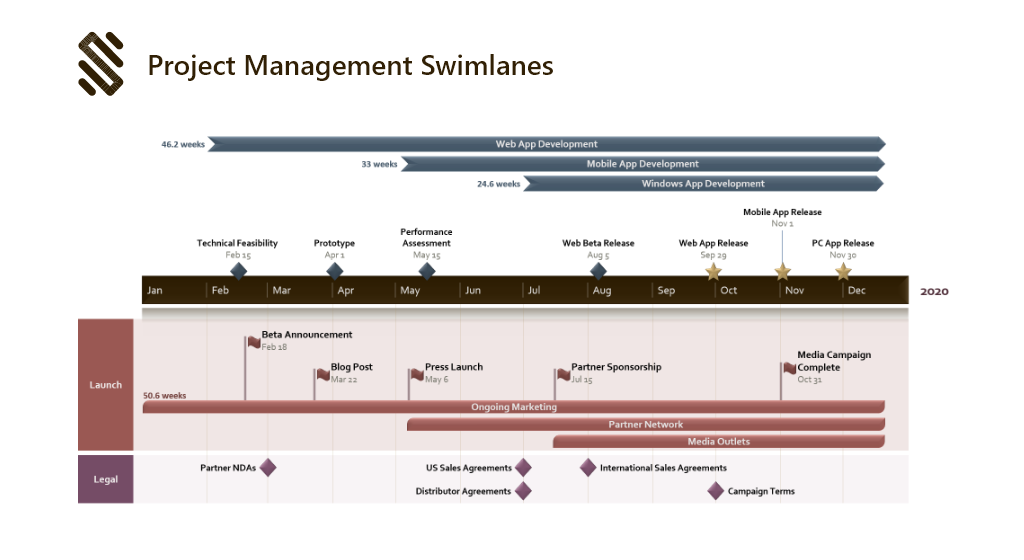 Project Management Swimlanes
46.2 weeks
Web App Development
33 weeks
Mobile App Development
24.6 weeks
Windows App Development
Mobile App Release
Nov 1
Technical Feasibility
Feb 15
Prototype
Apr 1
Performance
Assessment
May 15
Web Beta Release
Aug 5
Web App Release
Sep 29
PC App Release
Nov 30
Jan Feb Mar Apr May Jun Jul Aug Sep Oct Nov Dec
2020
Launch
Beta Announcement
Feb 18
Blog Post
Mar 22
Press Launch
May 6
Partner Sponsorship
Jul 15
Media Campaign
Complete
Oct 31
50.6 weeks
Ongoing Marketing
Partner Network
Media Outlets
Legal
Partner NDAs
US Sales Agreements
International Sales Agreements
Distributor Agreements
Campaign Terms